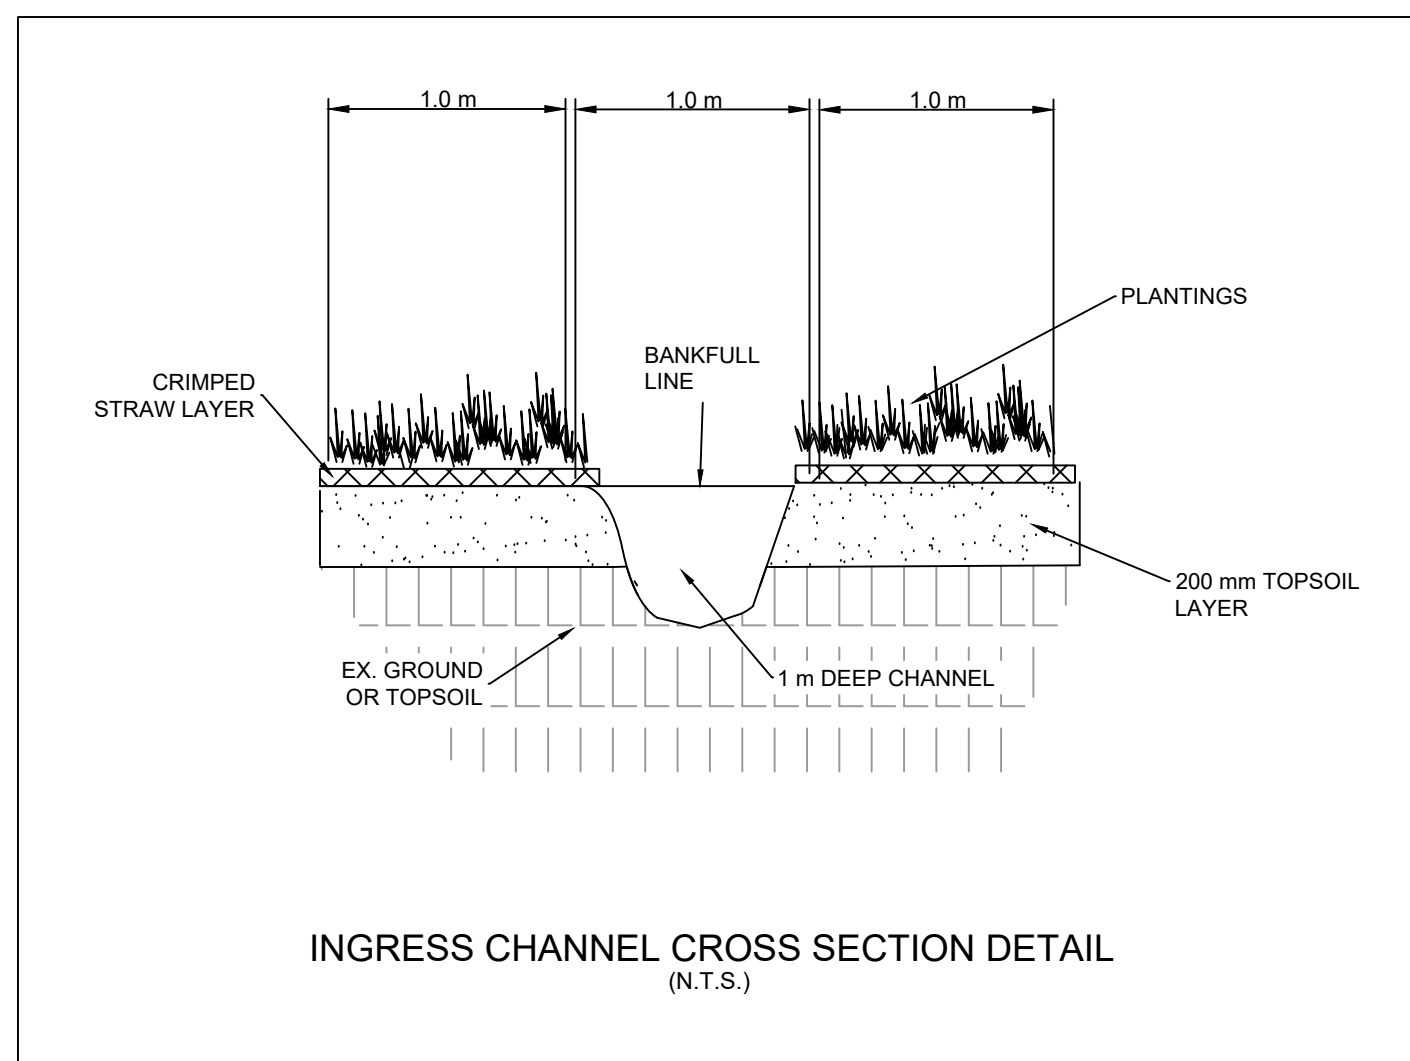 1.0 m
1.0 m
1.0 m
PLANTINGS
BANKFULL
LINE
CRIMPED
STRAW LAYER
200 mm TOPSOIL
LAYER
EX. GROUND
OR TOPSOIL
1 m DEEP CHANNEL
INGRESS CHANNEL CROSS SECTION DETAIL
(N.T.S.)